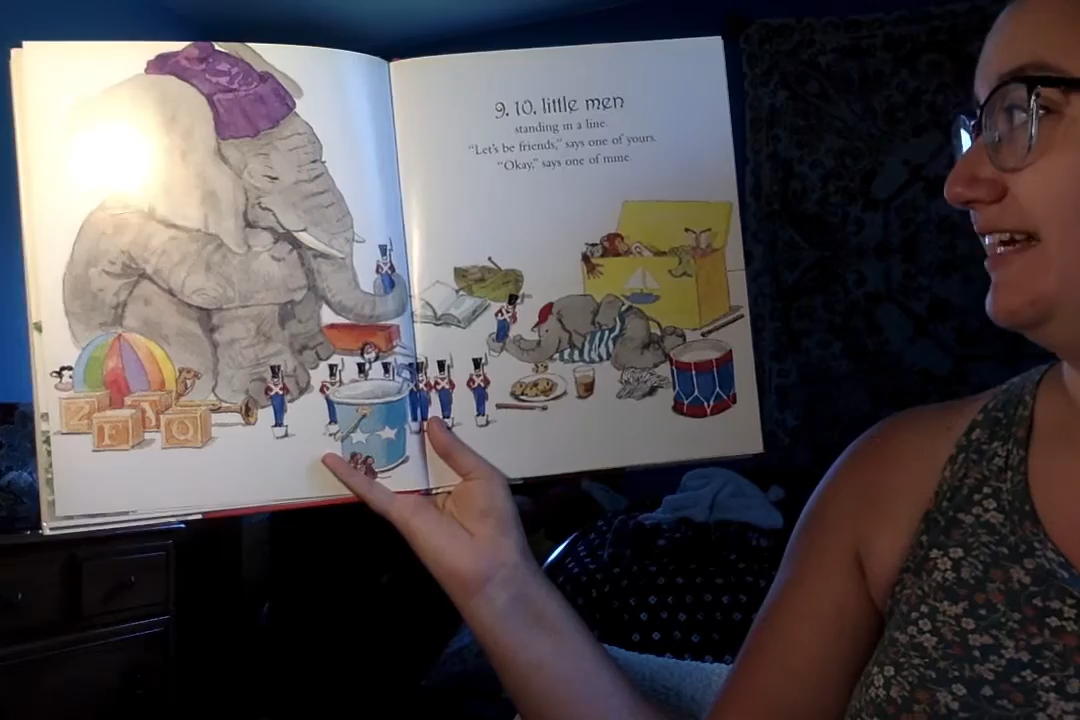 9, 10, little men
standing in a line.
"Let's be friends," says one of yours.
"Okay," says one of mine.
F
Q